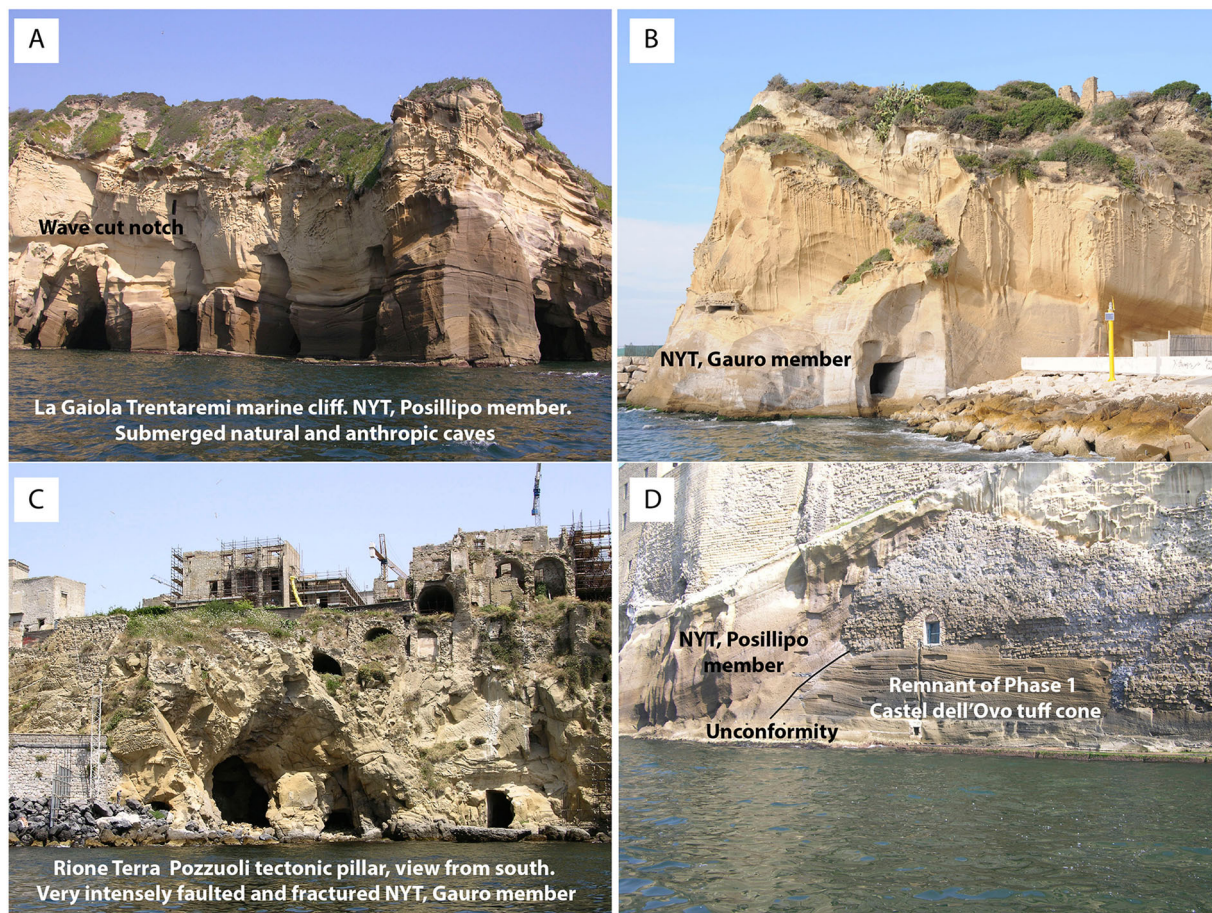 A
Wave cut notch
La Gaiola Trentaremi marine cliff. NYT, Posillipo member.
Submerged natural and anthropic caves
B
NYT, Gauro member
C
Rione Terra  Pozzuoli tectonic pillar, view from south.
Very intensely faulted and fractured NYT, Gauro member
D
NYT, Posillipo
member
Unconformity
Remnant of Phase 1
Castel dell'Ovo tuff cone